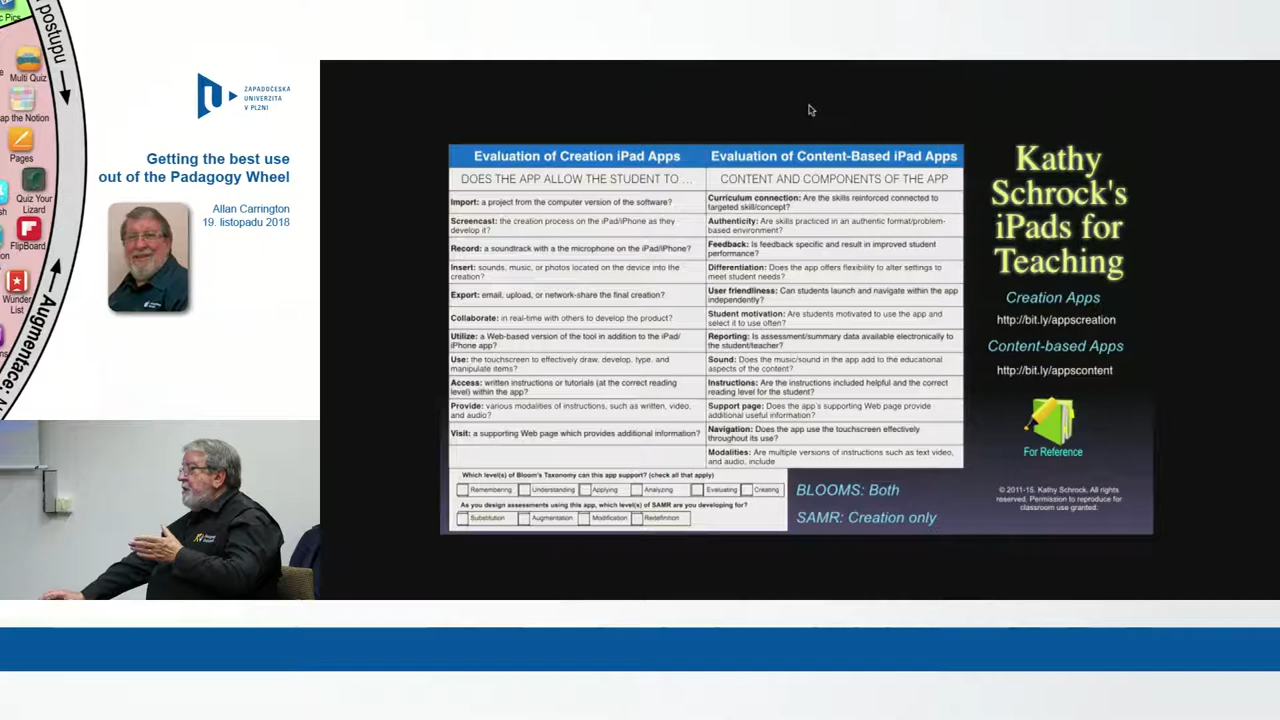 postupu
Multi Quiz
ap the Notion
Pages
Quiz Your
Lizard
FlipBoard
Wunder
List
Augmentace:
ZÁPADOČESKÁ
UNIVERZITA
V PLZNI
Getting the best use
out of the Padagogy Wheel
Allan Carrington
19. listopadu 2018
Evaluation of Creation iPad Apps
DOES THE APP ALLOW THE STUDENT TO ...
Import: a project from the computer version of the software?
Screencast: the creation process on the iPad/iPhone as they
develop it?
Record: a soundtrack with a the microphone on the iPad/iPhone?
Insert: sounds, music, or photos located on the device into the
creation?
Export: email, upload, or network-share the final creation?
Collaborate: in real-time with others to develop the product?
Utilize: a Web-based version of the tool in addition to the iPad/
iPhone app?
Use: the touchscreen to effectively draw, develop, type, and
manipulate items?
Access: written instructions or tutorials (at the correct reading
level) within the app?
Provide: various modalities of instructions, such as written, video,
and audio?
Visit: a supporting Web page which provides additional information?
Evaluation of Content-Based iPad Apps
CONTENT AND COMPONENTS OF THE APP
Curriculum connection: Are the skills reinforced connected to
targeted skill/concept?
Authenticity: Are skills practiced in an authentic format/problem-
based environment?
Feedback: Is feedback specific and result in improved student
performance?
Differentiation: Does the app offers flexibility to alter settings to
meet student needs?
User friendliness: Can students launch and navigate within the app
independently?
Student motivation: Are students motivated to use the app and
select it to use often?
Reporting: Is assessment/summary data available electronically to
the student/teacher?
Sound: Does the music/sound in the app add to the educational
aspects of the content?
Instructions: Are the instructions included helpful and the correct
reading level for the student?
Support page: Does the app's supporting Web page provide
additional useful information?
Navigation: Does the app use the touchscreen effectively
throughout its use?
Modalities: Are multiple versions of instructions such as text video,
and audio, include
Which level(s) of Bloom's Taxonomy can this app support? (check all that apply)
Remembering Understanding Applying Analyzing Evaluating Creating
As you design assessments using this app, which level(s) of SAMR are you developing for?
Substitution Augmentation Modification Redefinition
BLOOMS: Both
SAMR: Creation only
Kathy
Schrock's
iPads for
Teaching
Creation Apps
http://bit.ly/appscreation
Content-based Apps
http://bit.ly/appscontent
For Reference
© 2011-15. Kathy Schrock. All rights
reserved. Permission to reproduce for
classroom use granted.